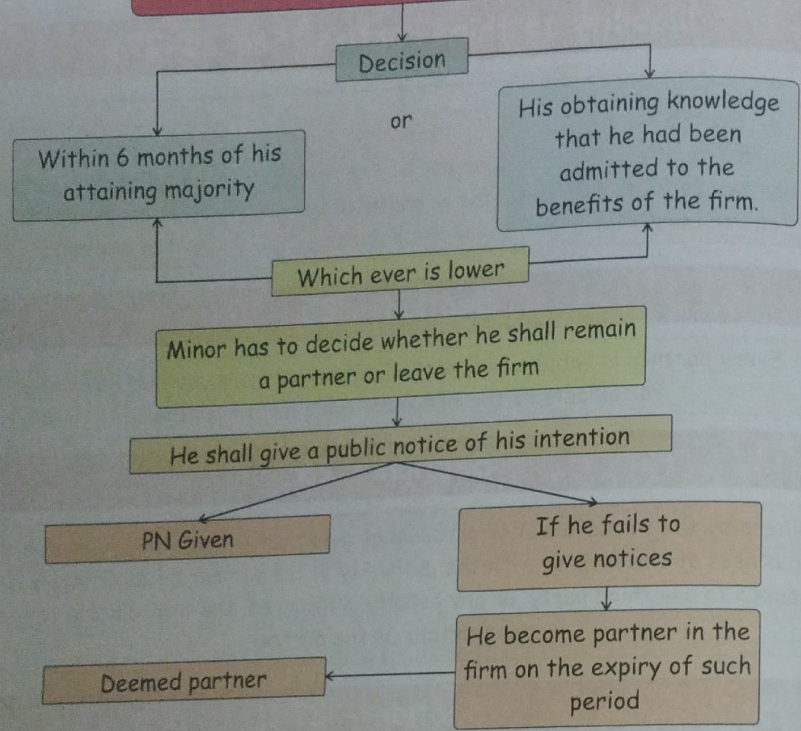 Decision
or
Within 6 months of his
attaining majority
His obtaining knowledge
that he had been
admitted to the
benefits of the firm.
Which ever is lower
Minor has to decide whether he shall remain
a partner or leave the firm
He shall give a public notice of his intention
PN Given
If he fails to
give notices
He become partner in the
firm on the expiry of such
period
Deemed partner